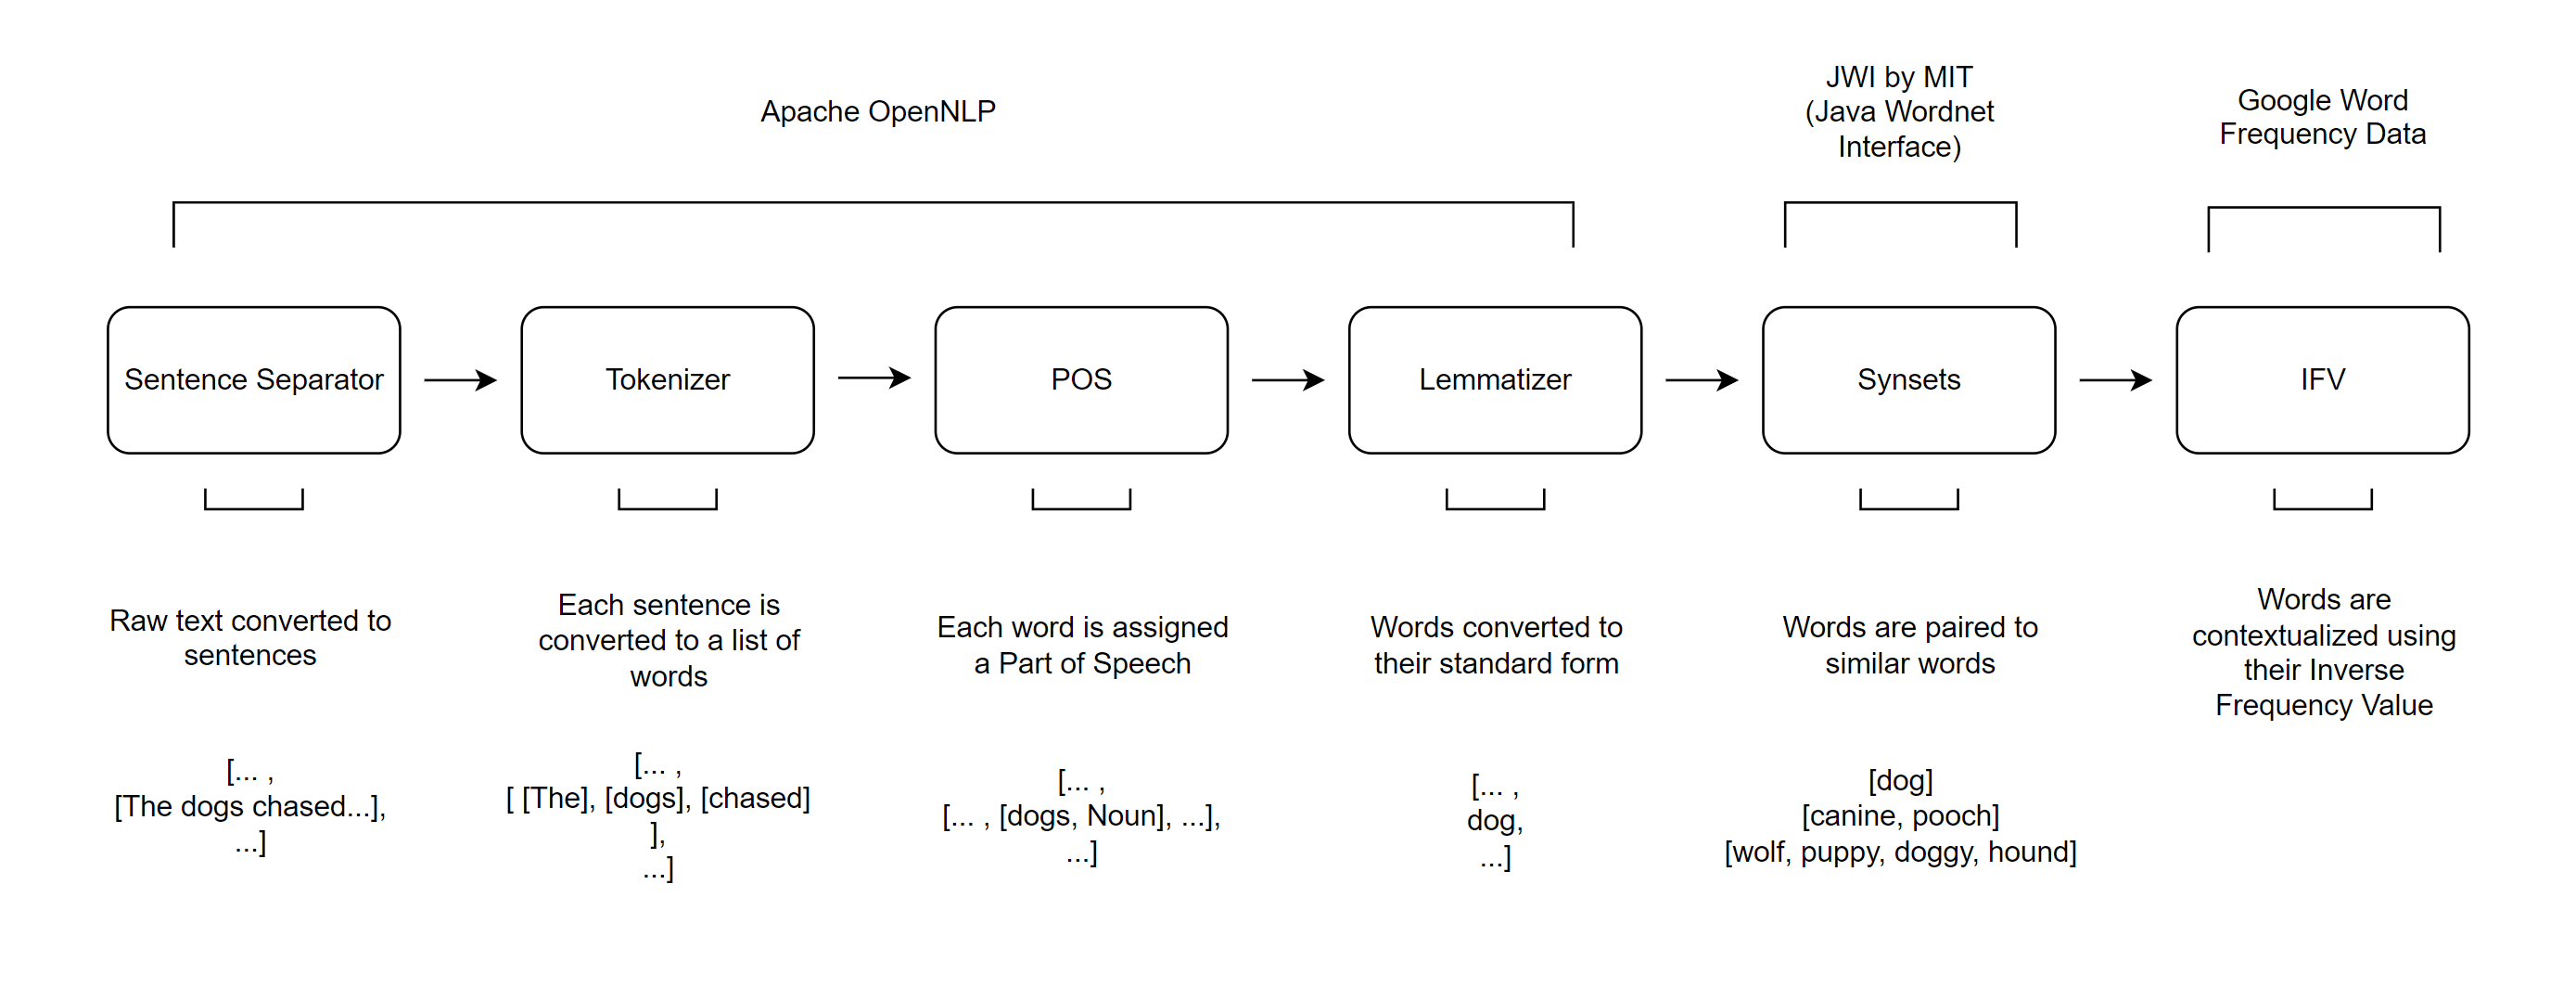 Apache OpenNLP
JWI by MIT
(Java Wordnet
Interface)
Google Word
Frequency Data
Sentence Separator
Tokenizer
POS
Lemmatizer
Synsets
IFV
Raw text converted to
sentences
Each sentence is
converted to a list of
words
Each word is assigned
a Part of Speech
Words converted to
their standard form
Words are paired to
similar words
Words are
contextualized using
their Inverse
Frequency Value
[... ,
[The dogs chased...],
...]
[... ,
[ [The], [dogs], [chased]
],
...]
[... ,
[... , [dogs, Noun], ...],
...]
[... ,
dog,
...]
[dog]
[canine, pooch]
[wolf, puppy, doggy, hound]